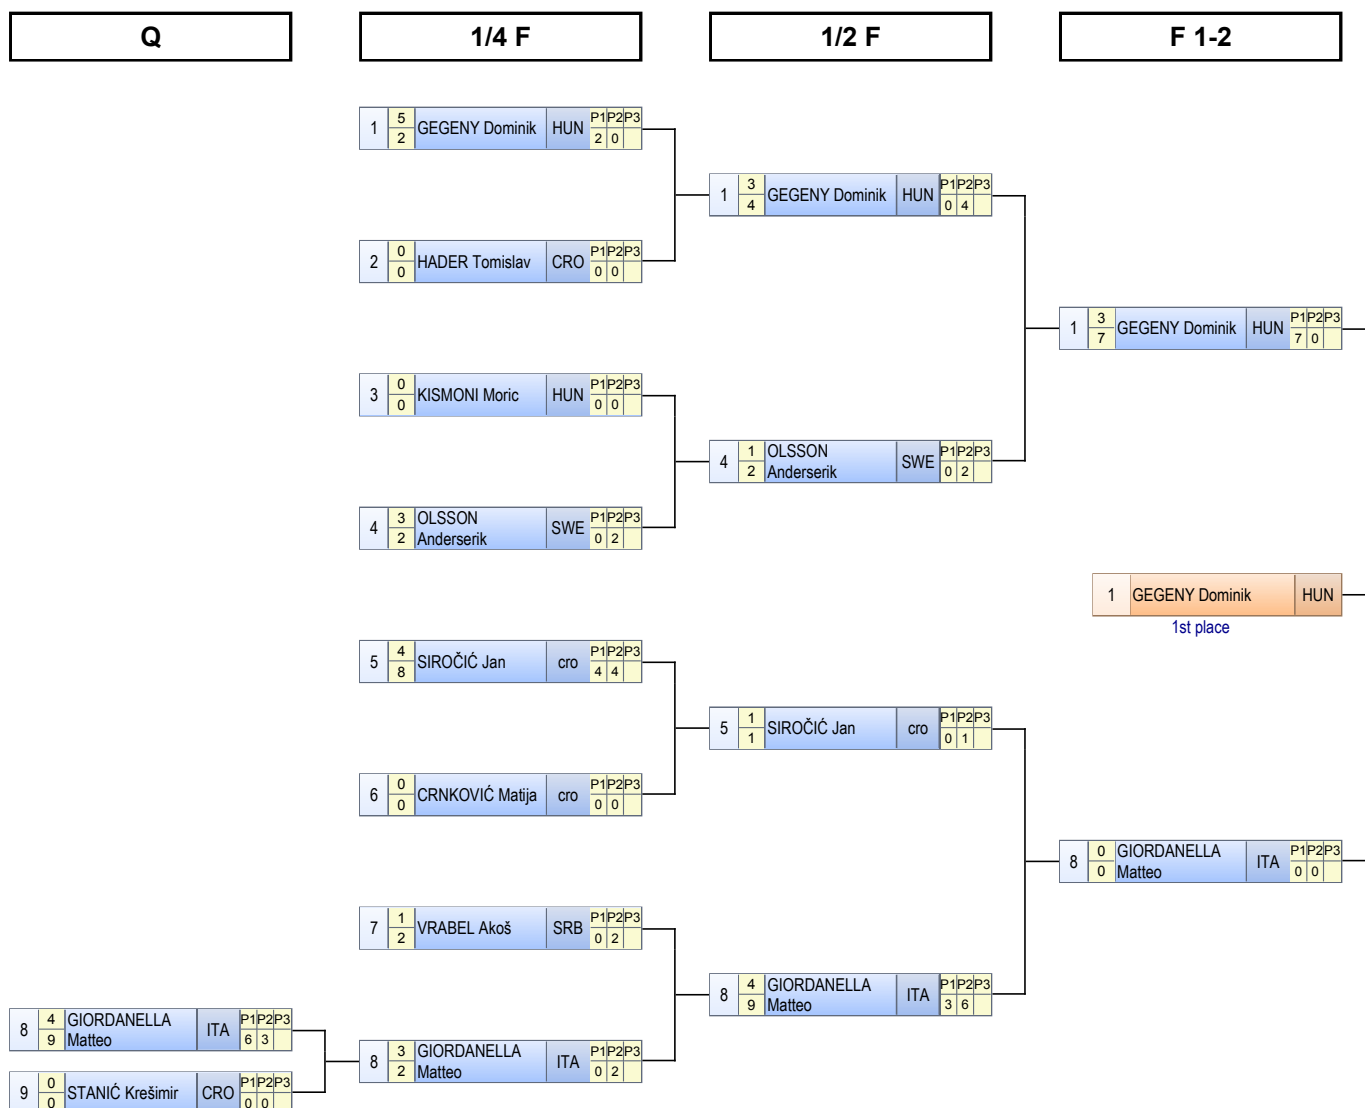 Q 1/4 F 1/2 F F 1-2
1 5 2 GEGENY Dominik HUN P1 P2 P3 2 0
1 3 4 GEGENY Dominik HUN P1 P2 P3 0 4
2 0 0 HADER Tomislav CRO P1 P2 P3 0 0
1 3 7 GEGENY Dominik HUN P1 P2 P3 7 0
3 0 0 KISMONI Moric HUN P1 P2 P3 0 0
4 1 2 OLSSON
Anderserik SWE P1 P2 P3 0 2
4 3 2 OLSSON
Anderserik SWE P1 P2 P3 0 2
1 GEGENY Dominik HUN
1st place
5 4 8 SIROČIĆ Jan cro P1 P2 P3 4 4
5 1 1 SIROČIĆ Jan cro P1 P2 P3 0 1
6 0 0 CRNKOVIĆ Matija cro P1 P2 P3 0 0
8 0 0 GIORDANELLA
Matteo ITA P1 P2 P3 0 0
7 1 2 VRABEL Akoš SRB P1 P2 P3 0 2
8 4 9 GIORDANELLA
Matteo ITA P1 P2 P3 3 6
8 4 9 GIORDANELLA
Matteo ITA P1 P2 P3 6 3
8 3 2 GIORDANELLA
Matteo ITA P1 P2 P3 0 2
9 0 0 STANIĆ Krešimir CRO P1 P2 P3 0 0